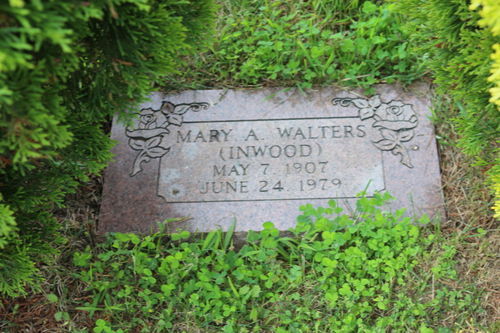 MARY A. WALTERS
(INWOOD)
MAY 7, 1907
JUNE 24, 1979